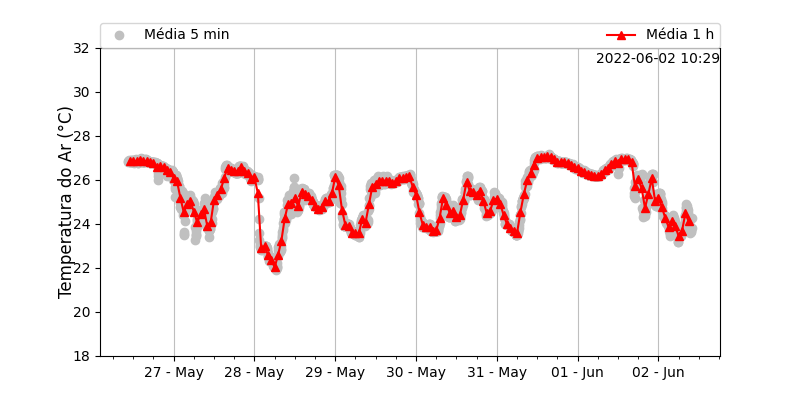 Média 5 min
Média 1 h
2022-06-02 10:29
Temperatura do Ar (°C)
32
30
28
26
24
22
20
18
27 - May
28 - May
29 - May
30 - May
31 - May
01 - Jun
02 - Jun